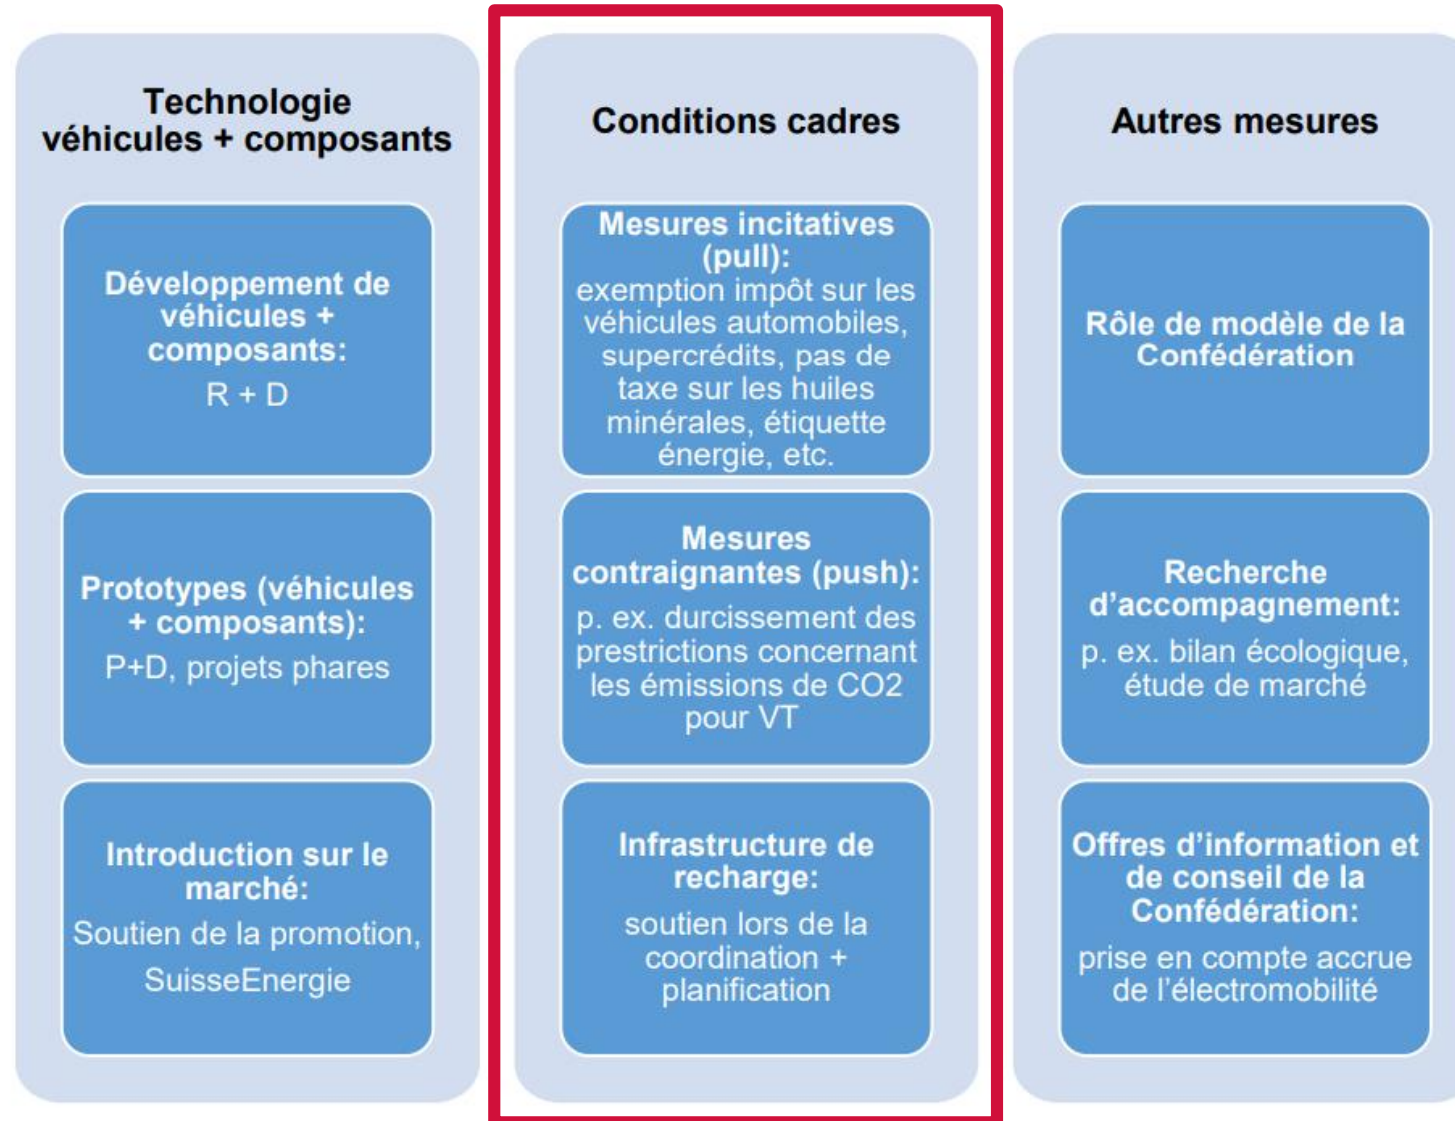 Technologie
véhicules + composants
Développement de
véhicules +
composants:
R + D
Prototypes (véhicules
+ composants):
P+D, projets phares
Introduction sur le
marché:
Soutien de la promotion,
SuisseEnergie
Conditions cadres
Mesures incitatives
(pull):
exemption impôt sur les
véhicules automobiles,
supercrédits, pas de
taxe sur les huiles
minérales, étiquette
énergie, etc.
Mesures
contraignantes (push):
p. ex. durcissement des
prestrictions concernant
les émissions de CO2
pour VT
Infrastructure de
recharge:
soutien lors de la
coordination +
planification
Autres mesures
Rôle de modèle de la
Confédération
Recherche
d’accompagnement:
p. ex. bilan écologique,
étude de marché
Offres d’information et
de conseil de la
Confédération:
prise en compte accrue
de l’électromobilité